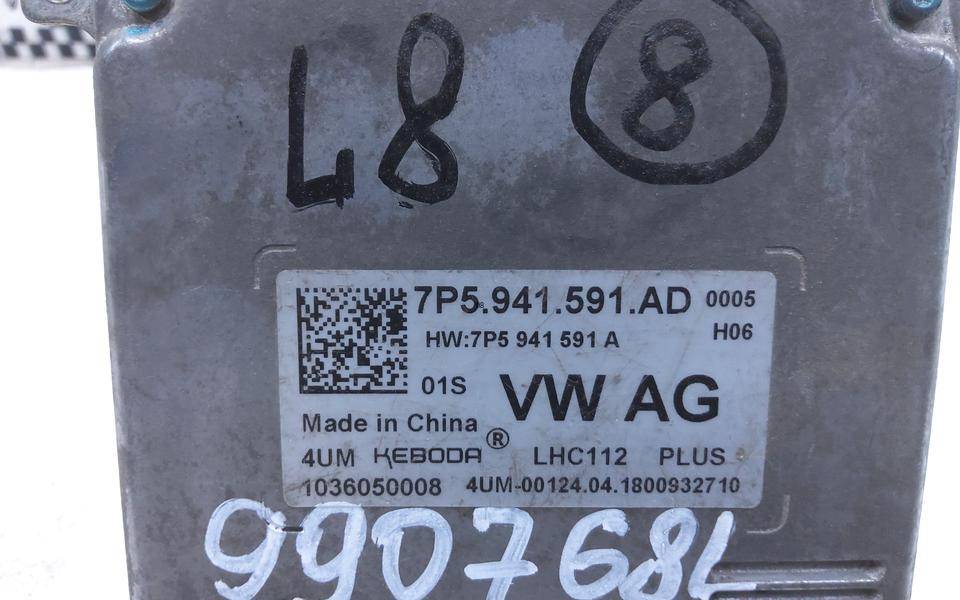 L8 8
7P5.941.591.AD 0005
HW:7P5 941 591 A H06
01S VW AG
Made in China ®
4UM KEBODA LHC112 PLUS
1036050008 4UM-00124.04.1800932710
990768L